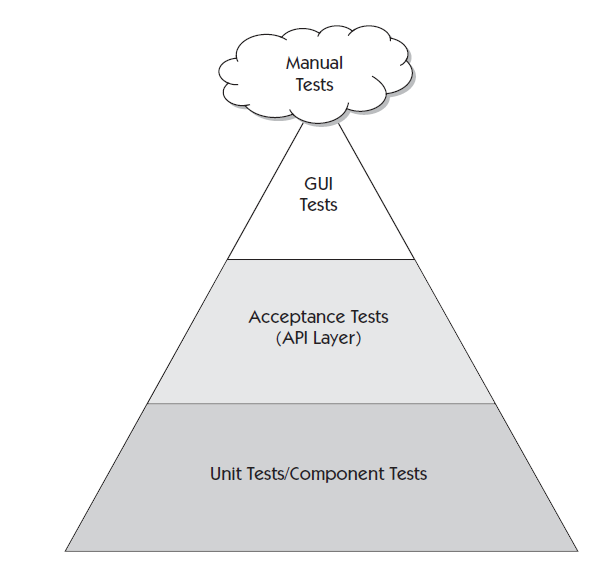 Manual
Tests
GUI
Tests
Acceptance Tests
(API Layer)
Unit Tests/Component Tests